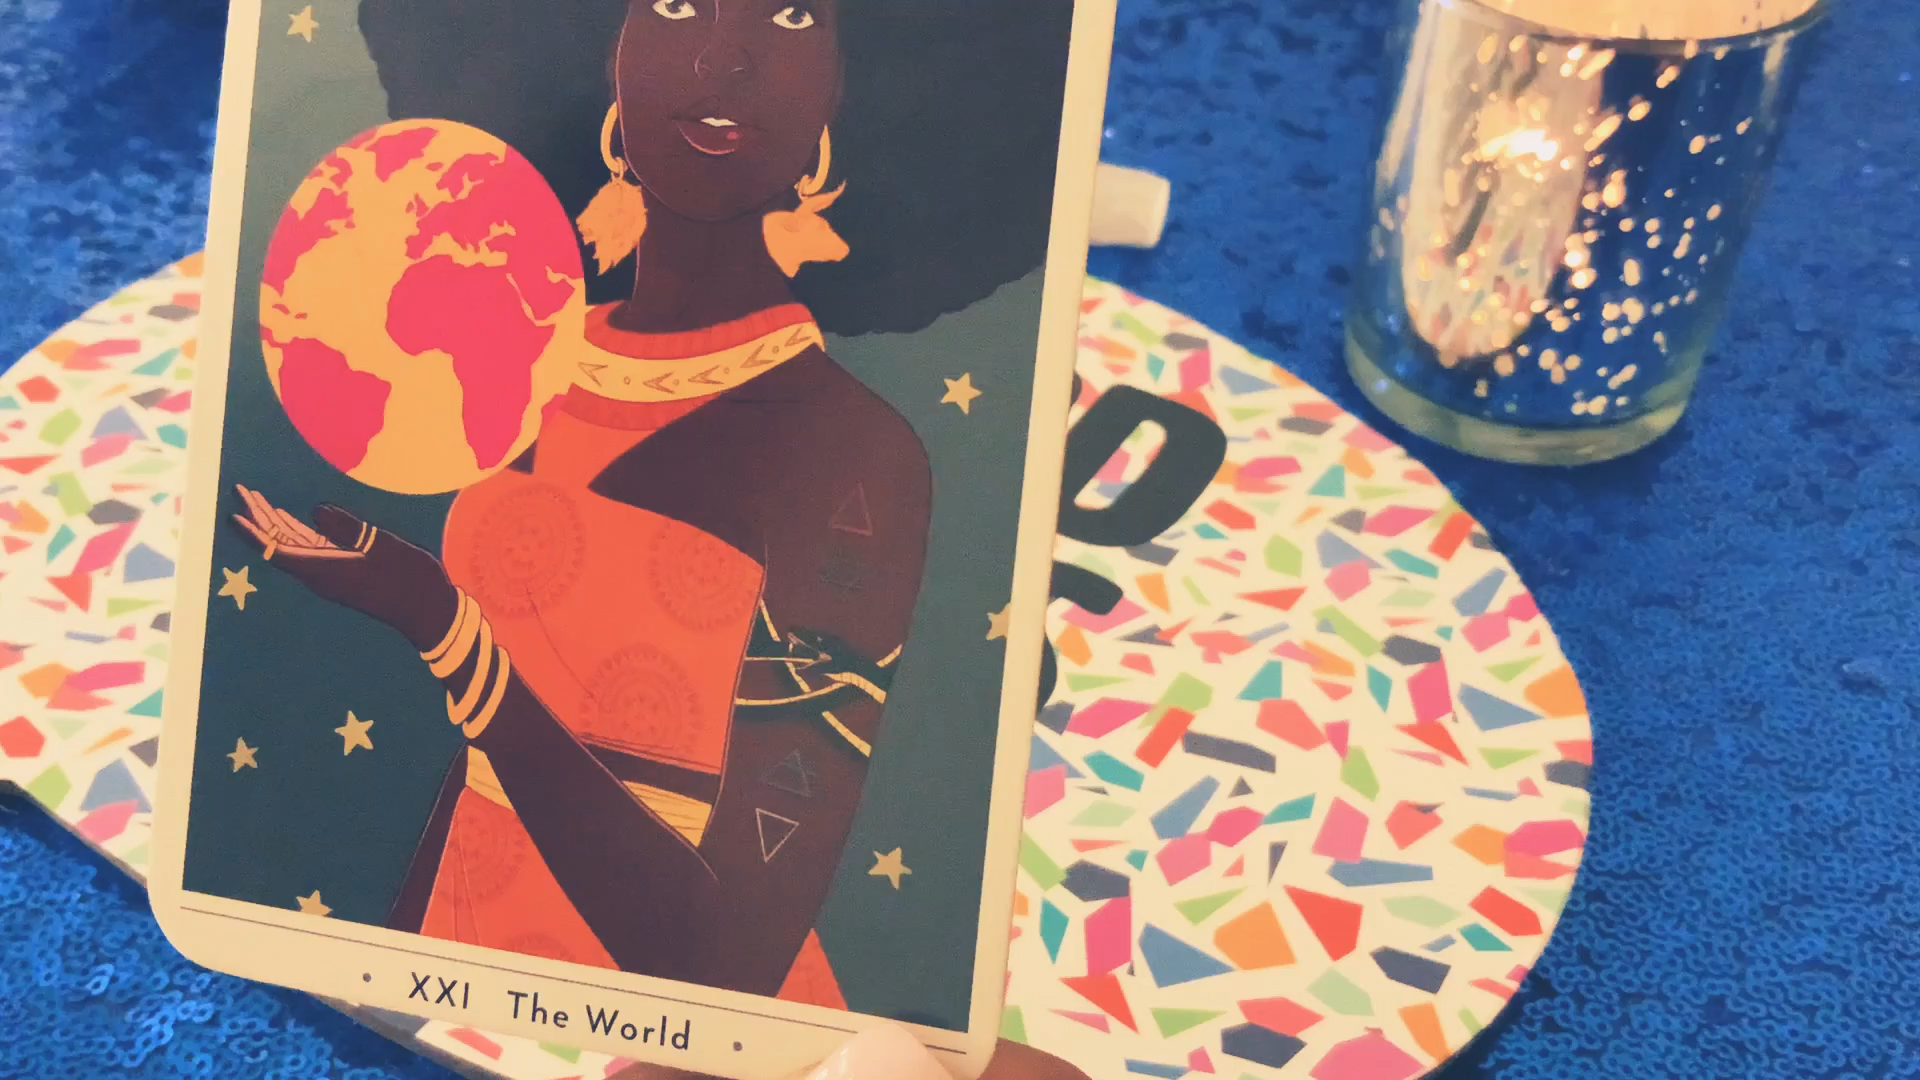 • XXI The World •